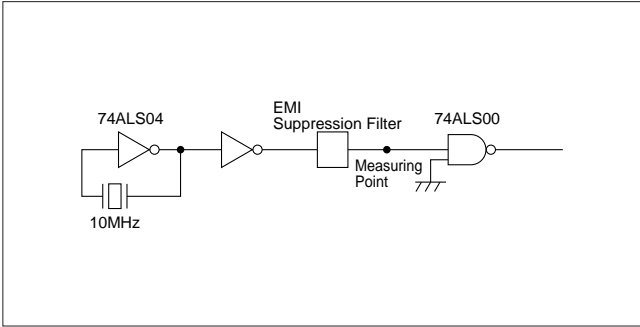 74ALS04
EMI
Suppression Filter
74ALS00
Measuring
Point
10MHz